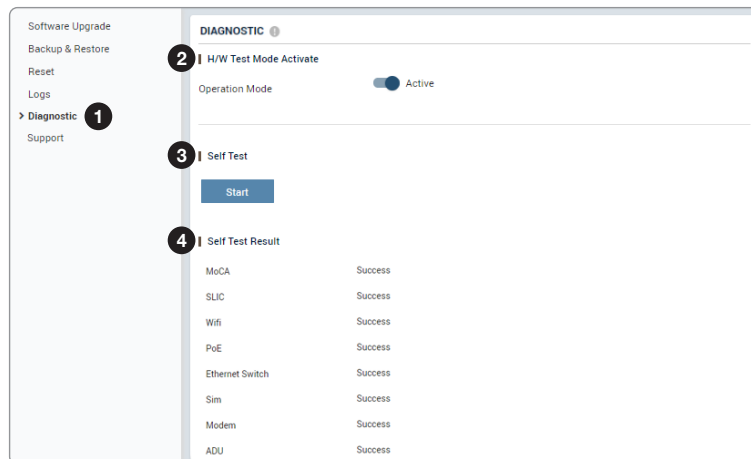 Software Upgrade
Backup & Restore
Reset
Logs
Diagnostic 1
Support
DIAGNOSTIC !
2 H/W Test Mode Activate
Operation Mode Active
3 Self Test
Start
4 Self Test Result
MoCA Success
SLIC Success
Wifi Success
PoE Success
Ethernet Switch Success
Sim Success
Modem Success
ADU Success